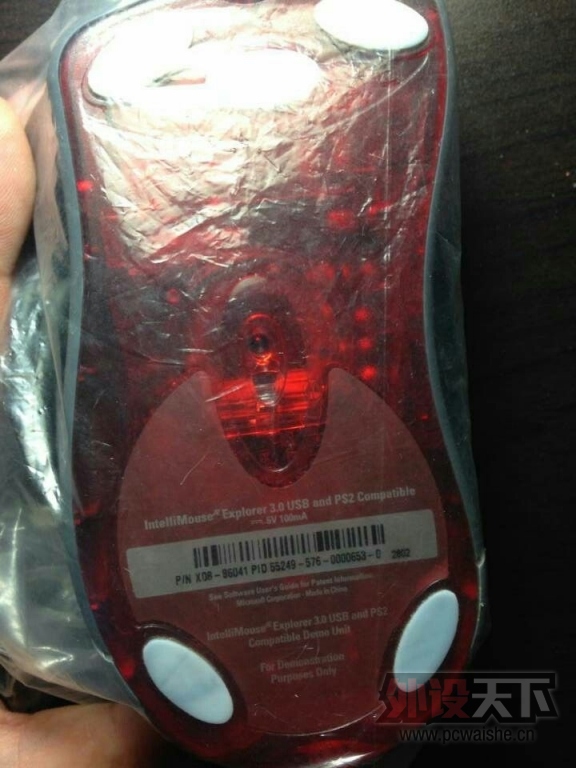 IntelliMouse® Explorer 3.0 USB and PS2 Compatible
5V 100mA
P/N X08-86041 PID 55249-576-0000653-0 2802
See Software User's Guide for Patent Information.
Microsoft Corporation · Made in China
IntelliMouse® Explorer 3.0 USB and PS2
Compatible Demo Unit
For Demonstration
Purposes Only
外设天下
www.pcwaishe.cn